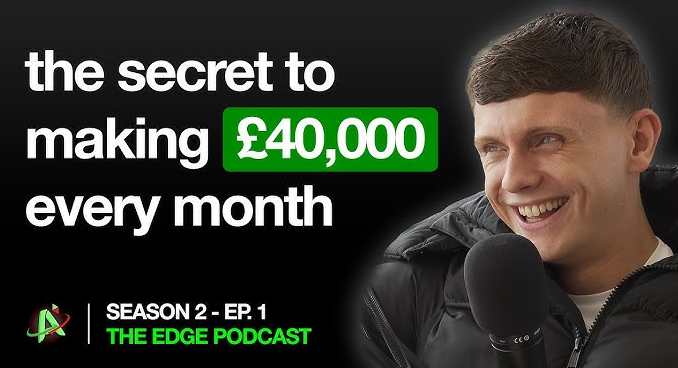 the secret to
making £40,000
every month
SEASON 2 - EP. 1
THE EDGE PODCAST